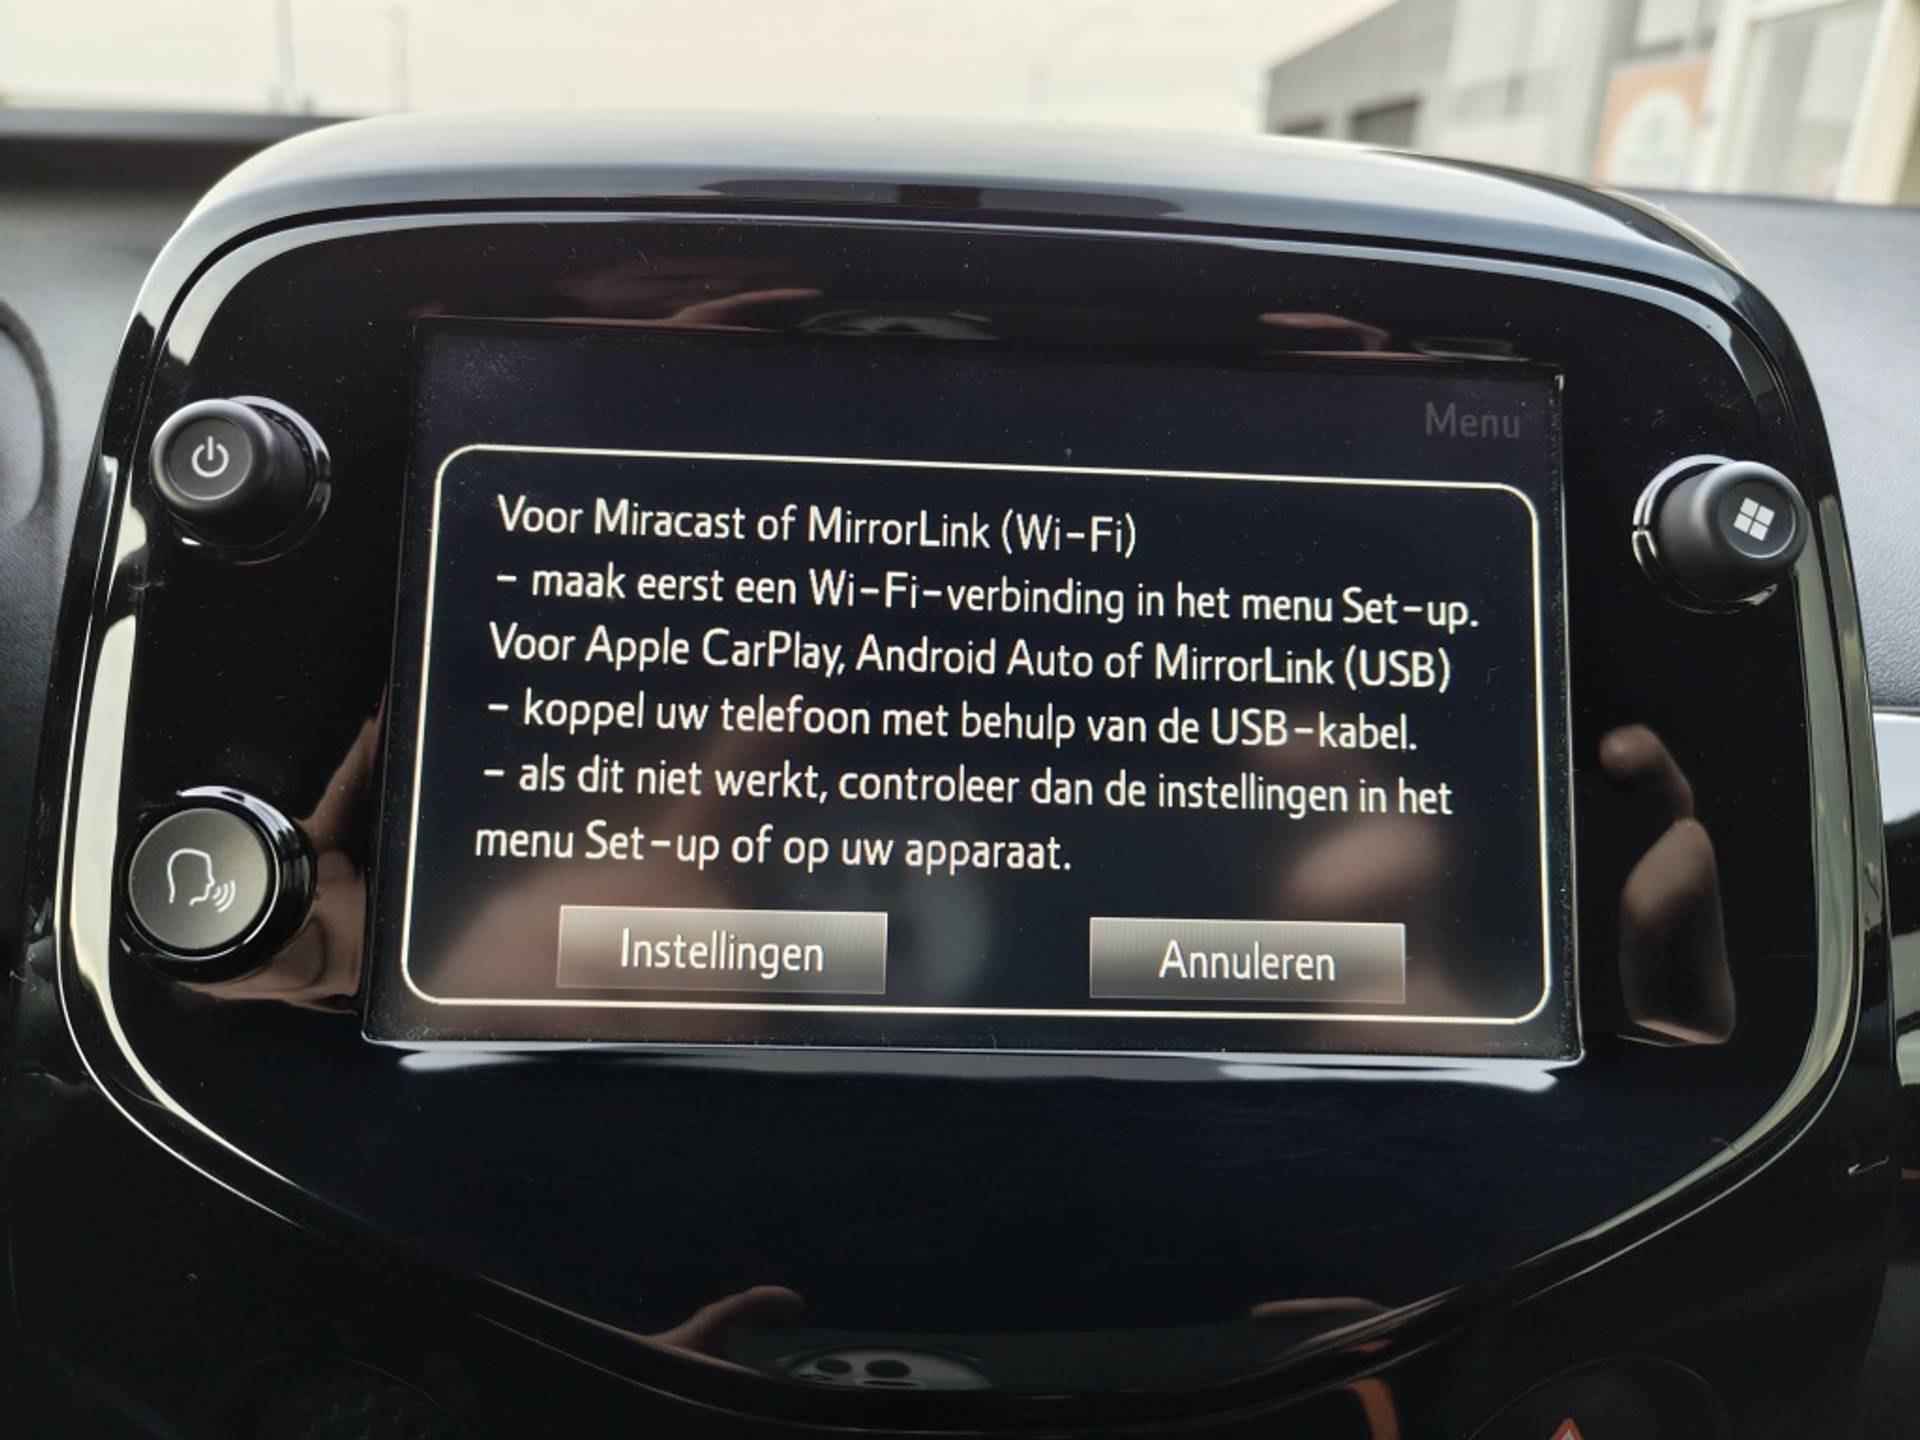 Menu
Voor Miracast of MirrorLink (Wi-Fi)
- maak eerst een Wi-Fi-verbinding in het menu Set-up.
Voor Apple CarPlay, Android Auto of MirrorLink (USB)
- koppel uw telefoon met behulp van de USB-kabel.
- als dit niet werkt, controleer dan de instellingen in het
menu Set-up of op uw apparaat.
Instellingen Annuleren